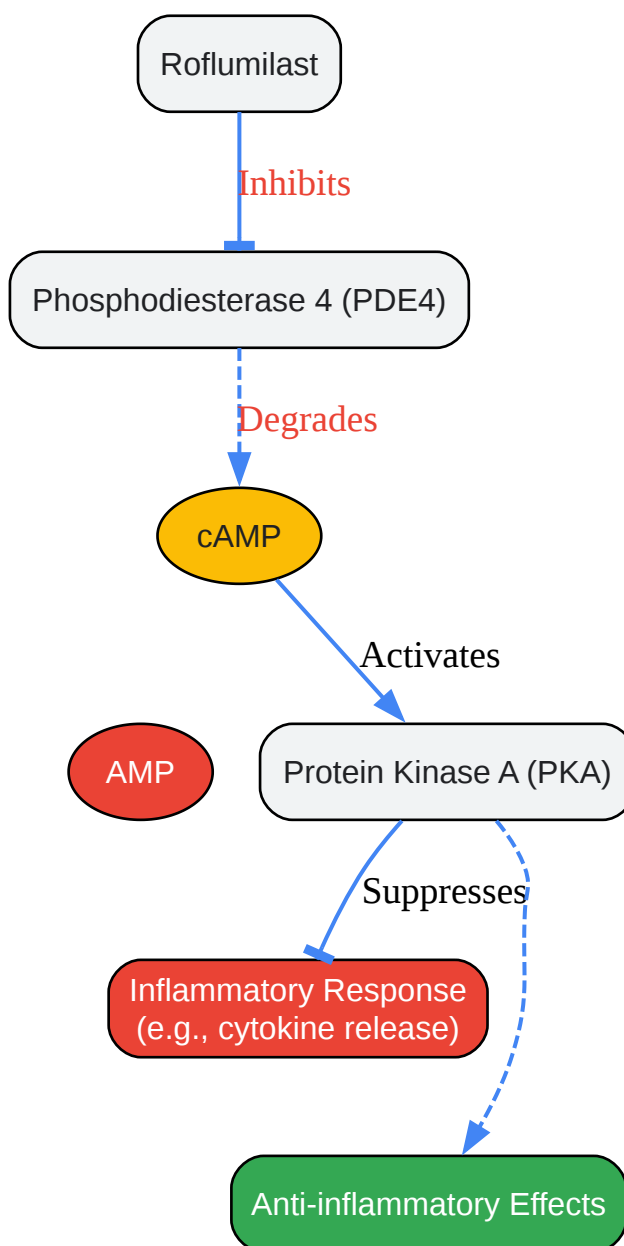 Roflumilast
Inhibits
Phosphodiesterase 4 (PDE4)
Degrades
cAMP
Activates
AMP
Protein Kinase A (PKA)
Suppresses
Inflammatory Response
(e.g., cytokine release)
Anti-inflammatory Effects